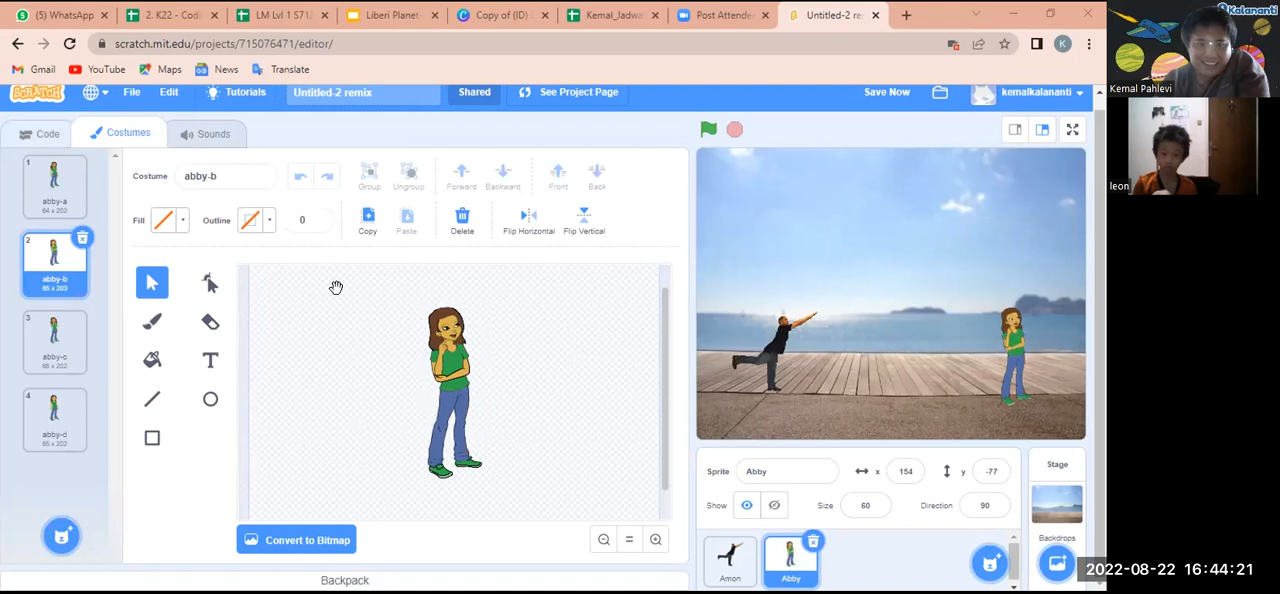 WhatsApp
2. K22 - Codi
LM Lvl 1 S71
Liberi Planet-
Copy of (ID)
Kemal_Jadwa
Post Attende
Untitled-2 re
scratch.mit.edu/projects/715076471/editor/
K
Gmail
YouTube
Maps
News
Translate
SCRATCH
File
Edit
Tutorials
Untitled-2 remix
Shared
See Project Page
Save Now
kemalkalananti
Code
Costumes
Sounds
1
abby-a
64 x 202
2
abby-b
65 x 203
3
abby-c
66 x 202
4
abby-d
65 x 202
Costume
abby-b
Group
Ungroup
Forward
Backward
Front
Back
Fill
Outline
0
Copy
Paste
Delete
Flip Horizontal
Flip Vertical
T
Convert to Bitmap
Backpack
Sprite
Abby
x
154
y
-77
Show
Size
60
Direction
90
Amon
Abby
Stage
Backdrops
Kalananti
Kemal Pahlevi
leon
2022-08-22 16:44:21